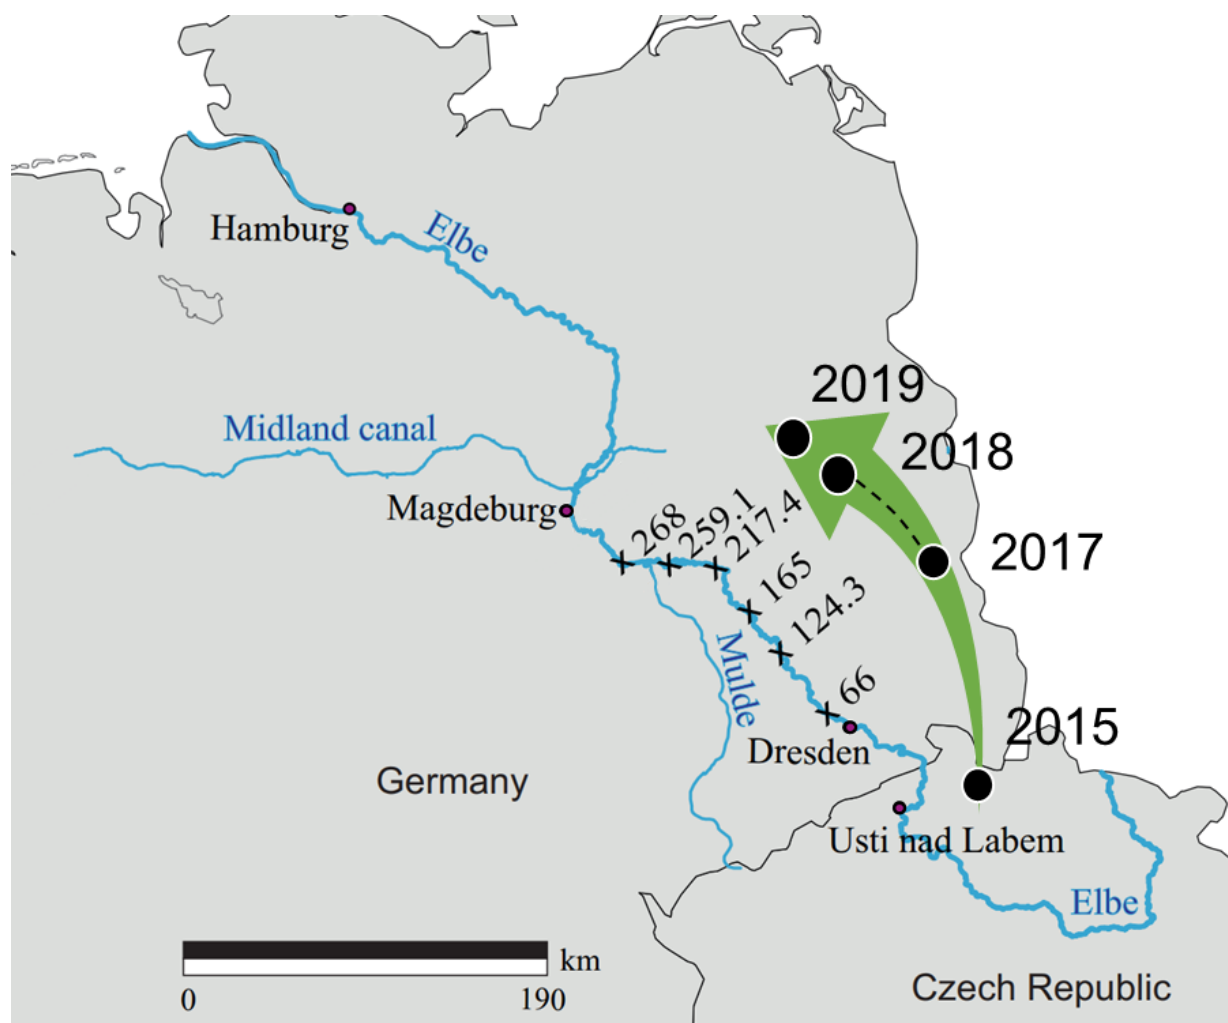 Hamburg
Elbe
2019
Midland canal
2018
Magdeburg
268
259.1
217.4
2017
165
124.3
Mulde
66
2015
Dresden
Germany
Usti nad Labem
Elbe
km
0
190
Czech Republic